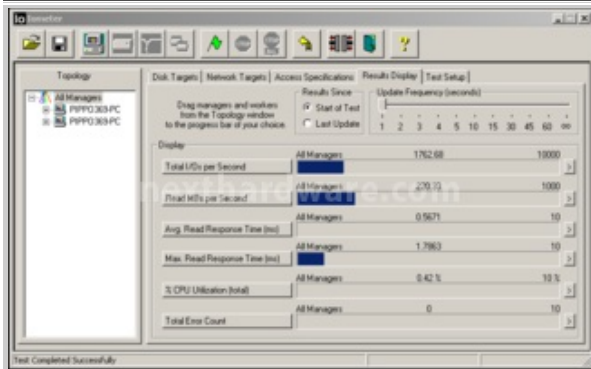 Iometer
Topology
All Managers
PIPPO369-PC
PIPPO369-PC
Disk Targets Network Targets Access Specifications Results Display Test Setup
Drag managers and workers
from the Topology window
to the progress bar of your choice.
Results Since
Start of Test
Last Update
Update Frequency (seconds)
1 2 3 4 5 10 15 30 45 60 ∞
Display
All Managers 1762.68 10000
Total I/Os per Second
All Managers 1000
Read MBs per Second
nexthardware.com
All Managers 0.5671 10
Avg. Read Response Time (ms)
All Managers 1.7863 10
Max. Read Response Time (ms)
All Managers 0.42 % 10 %
% CPU Utilization (total)
All Managers 0 10
Total Error Count
Test Completed Successfully